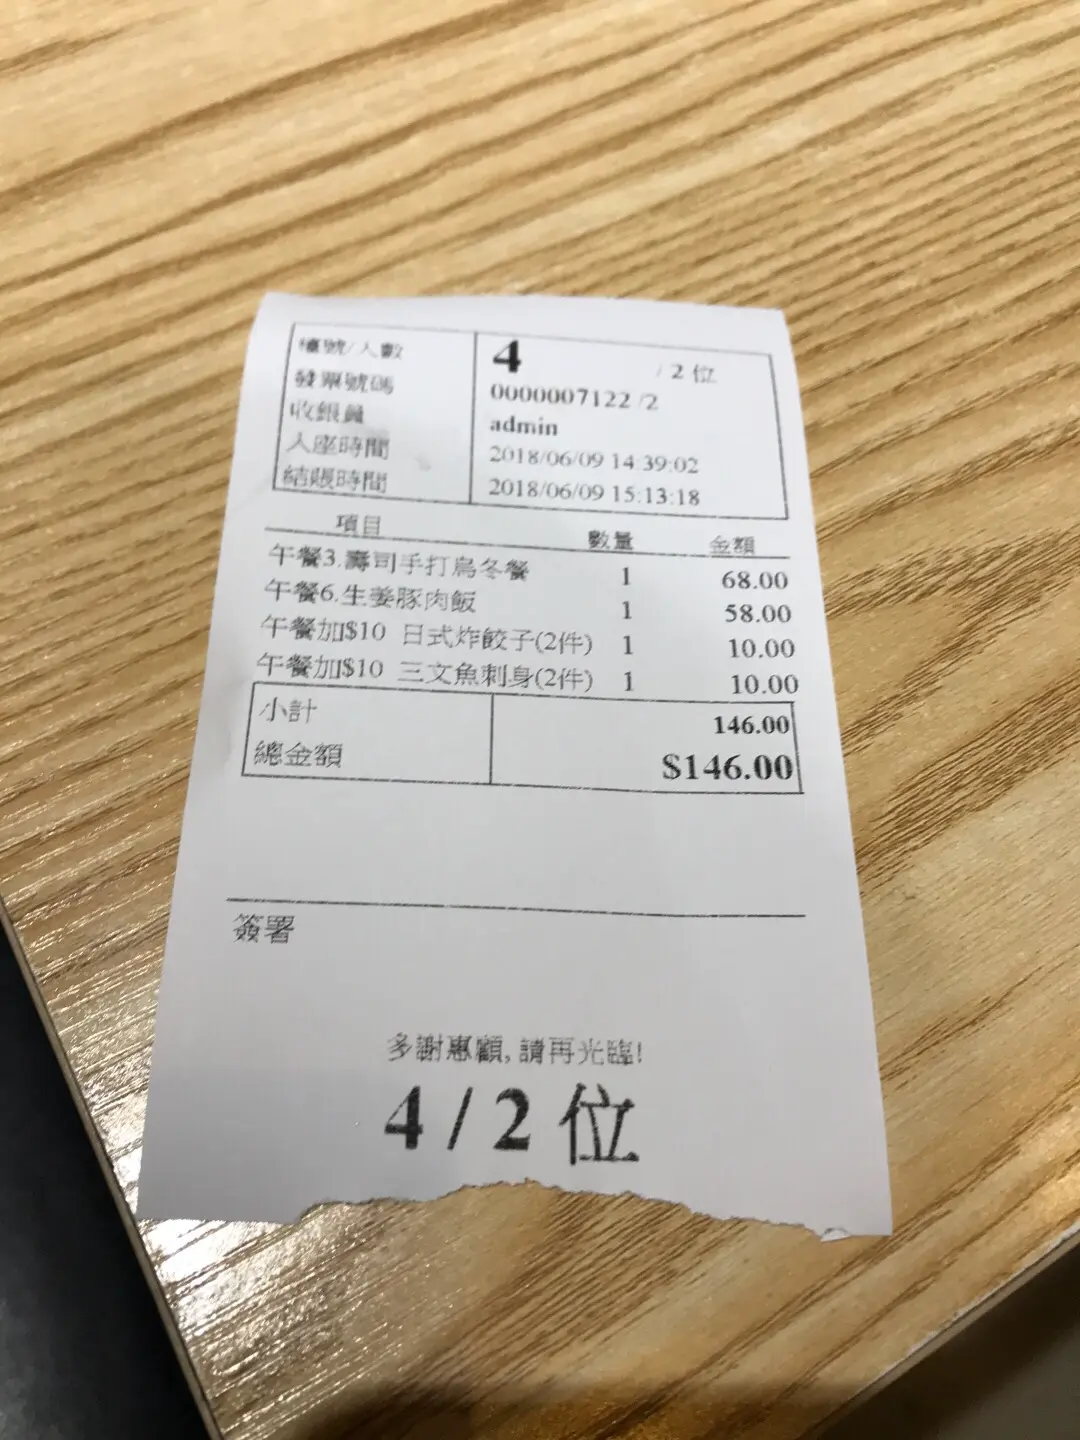 檯號/人數 4 / 2 位
發票號碼 0000007122 /2
收銀員 admin
入座時間 2018/06/09 14:39:02
結賬時間 2018/06/09 15:13:18
項目 數量 金額
午餐3.壽司手打烏冬餐 1 68.00
午餐6.生姜豚肉飯 1 58.00
午餐加$10 日式炸餃子(2件) 1 10.00
午餐加$10 三文魚刺身(2件) 1 10.00
小計 146.00
總金額 $146.00
簽署
多謝惠顧,請再光臨!
4 / 2 位